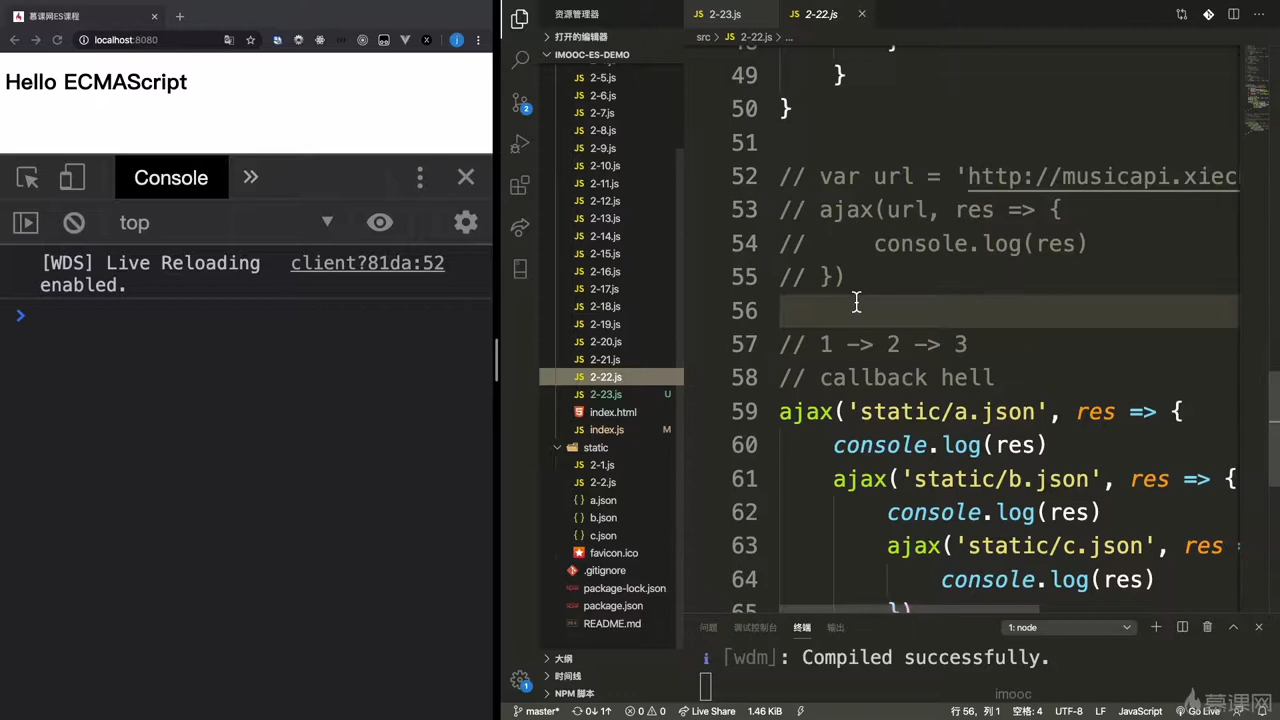 慕课网ES课程
localhost:8080
Hello ECMAScript
Console
top
[WDS] Live Reloading enabled.
client?81da:52
资源管理器
打开的编辑器
IMOOC-ES-DEMO
2-5.js
2-6.js
2-7.js
2-8.js
2-9.js
2-10.js
2-11.js
2-12.js
2-13.js
2-14.js
2-15.js
2-16.js
2-17.js
2-18.js
2-19.js
2-20.js
2-21.js
2-22.js
2-23.js U
index.html
index.js M
static
2-1.js
2-2.js
a.json
b.json
c.json
favicon.ico
.gitignore
package-lock.json
package.json
README.md
大纲
时间线
NPM 脚本
2-23.js
2-22.js
src > 2-22.js > ...
49 }
50 }
51
52 // var url = 'http://musicapi.xiec
53 // ajax(url, res => {
54 // console.log(res)
55 // })
56
57 // 1 -> 2 -> 3
58 // callback hell
59 ajax('static/a.json', res => {
60 console.log(res)
61 ajax('static/b.json', res => {
62 console.log(res)
63 ajax('static/c.json', res =
64 console.log(res)
65 })
问题 调试控制台 终端 输出
1: node
i 「wdm」: Compiled successfully.
imooc
慕课网
master* 0↓ 1↑ 0 0 Live Share 1.46 KiB
行 56，列 1 空格: 4 UTF-8 LF JavaScript Go Live